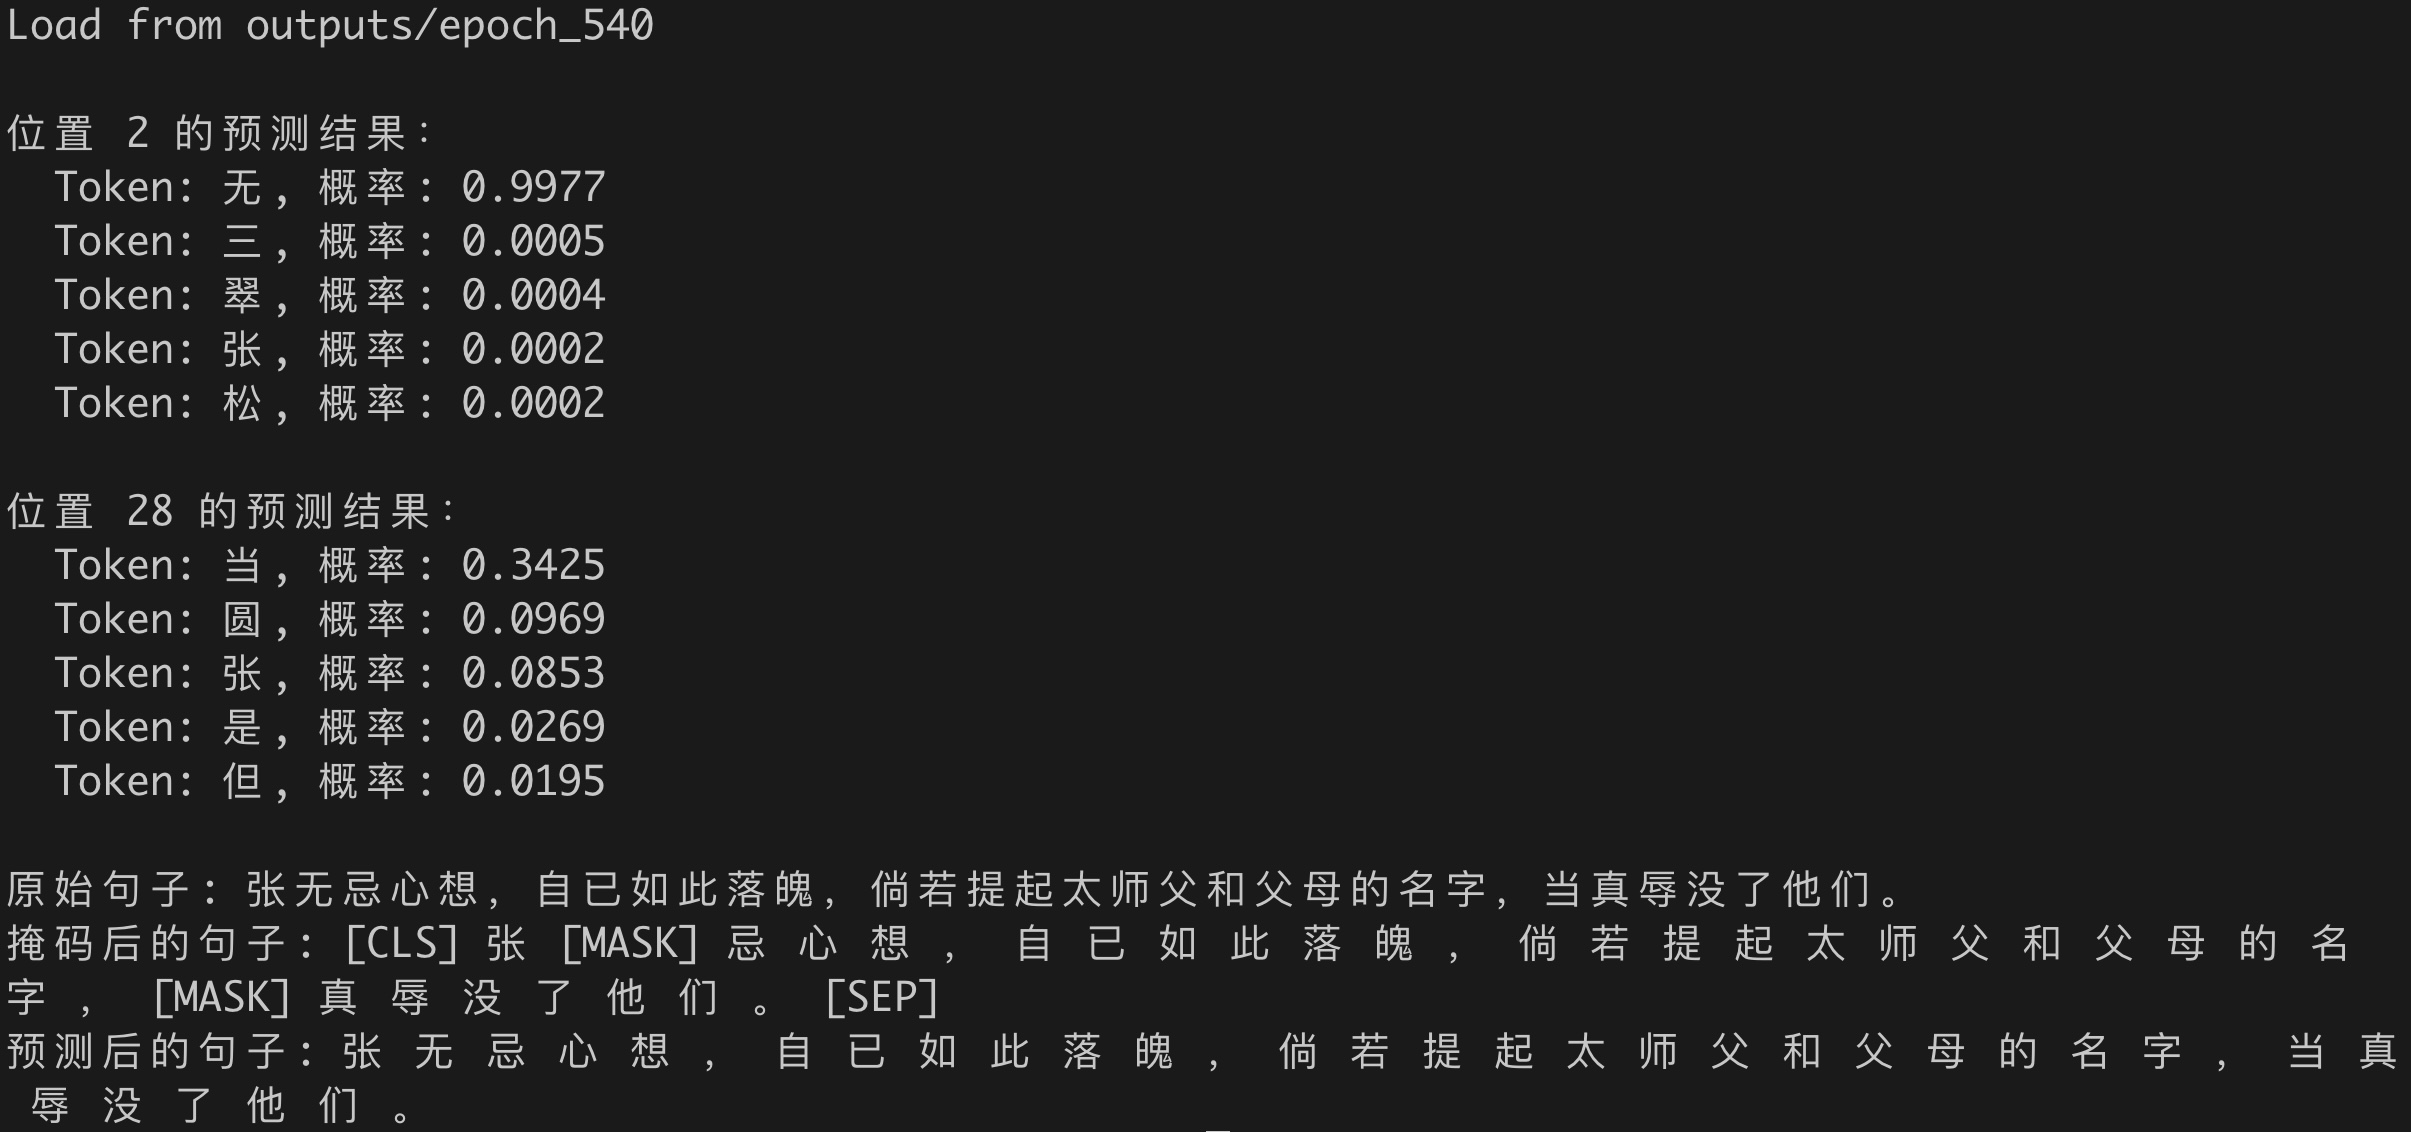 Load from outputs/epoch_540
位置 2 的预测结果：
Token: 无, 概率: 0.9977
Token: 三, 概率: 0.0005
Token: 翠, 概率: 0.0004
Token: 张, 概率: 0.0002
Token: 松, 概率: 0.0002
位置 28 的预测结果：
Token: 当, 概率: 0.3425
Token: 圆, 概率: 0.0969
Token: 张, 概率: 0.0853
Token: 是, 概率: 0.0269
Token: 但, 概率: 0.0195
原始句子: 张无忌心想，自已如此落魄，倘若提起太师父和父母的名字，当真辱没了他们。
掩码后的句子: [CLS] 张 [MASK] 忌 心 想 ， 自 已 如 此 落 魄 ， 倘 若 提 起 太 师 父 和 父 母 的 名
字 ， [MASK] 真 辱 没 了 他 们 。 [SEP]
预测后的句子: 张 无 忌 心 想 ， 自 已 如 此 落 魄 ， 倘 若 提 起 太 师 父 和 父 母 的 名 字 ， 当 真
辱 没 了 他 们 。